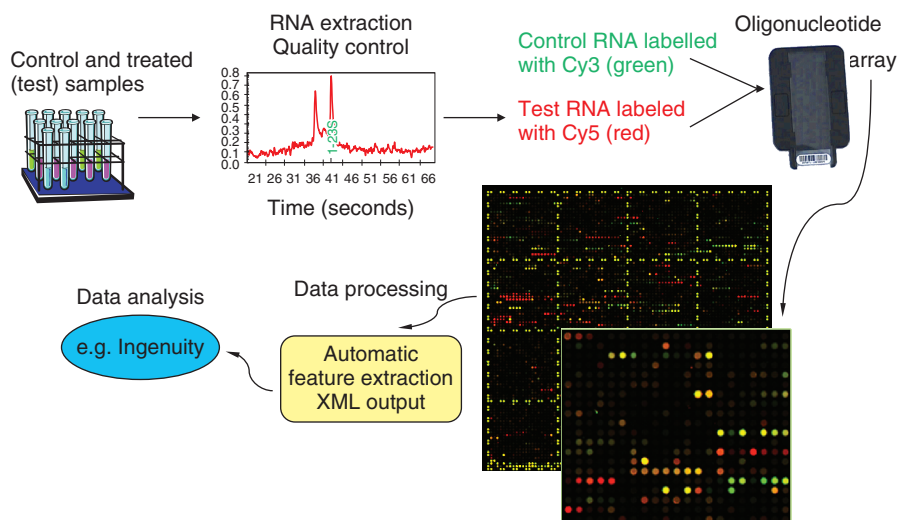 Control and treated
(test) samples
RNA extraction
Quality control
0.8
0.6
0.5
0.4
0.3
0.2
0.1
0.0
1-23S
21 26 31 36 41 46 51 56 61 66
Time (seconds)
Control RNA labelled
with Cy3 (green)
Test RNA labeled
with Cy5 (red)
Oligonucleotide
array
Data processing
Automatic
feature extraction
XML output
Data analysis
e.g. Ingenuity